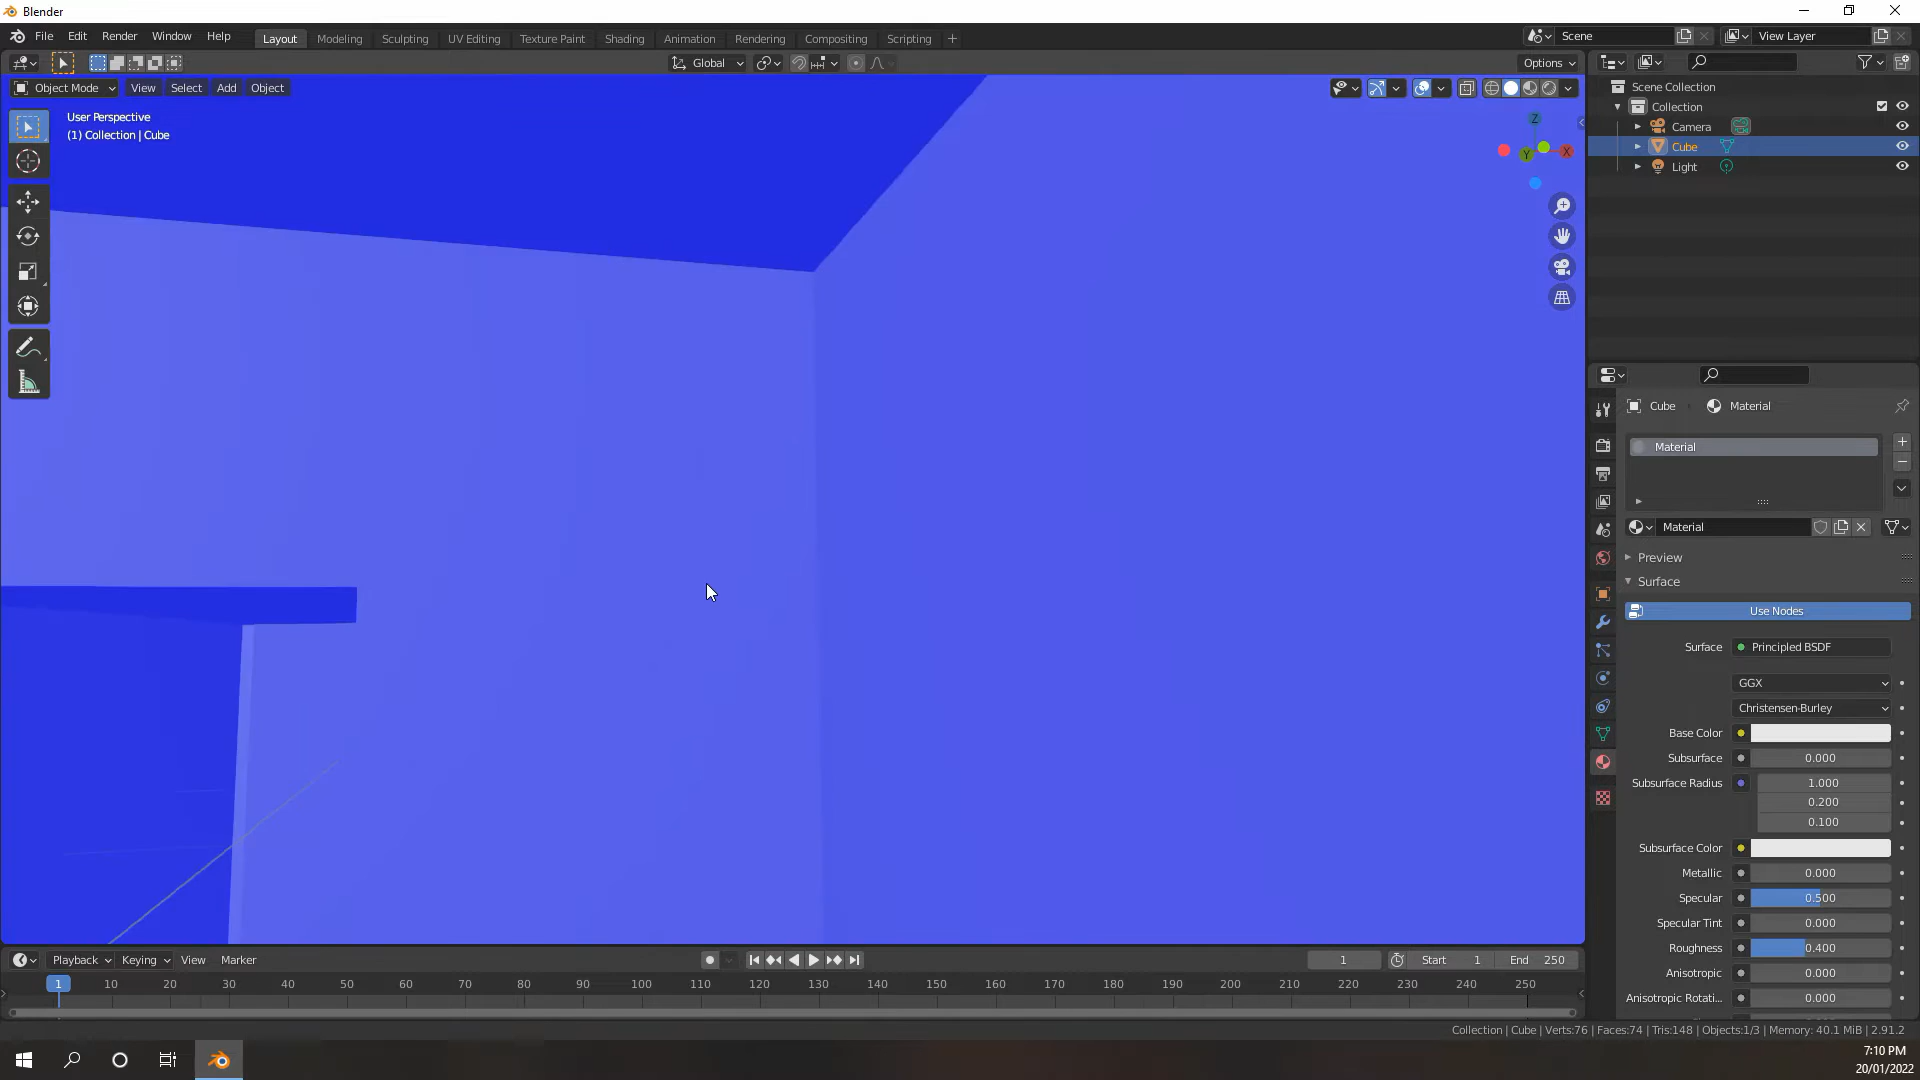 Blender
File Edit Render Window Help
Layout Modeling Sculpting UV Editing Texture Paint Shading Animation Rendering Compositing Scripting +
Scene
View Layer
Global
Options
Object Mode View Select Add Object
User Perspective
(1) Collection | Cube
Z
Y
X
Scene Collection
Collection
Camera
Cube
Light
Cube
Material
Material
Material
Preview
Surface
Use Nodes
Surface Principled BSDF
GGX
Christensen-Burley
Base Color
Subsurface 0.000
Subsurface Radius 1.000
0.200
0.100
Subsurface Color
Metallic 0.000
Specular 0.500
Specular Tint 0.000
Roughness 0.400
Anisotropic 0.000
Anisotropic Rotati... 0.000
Playback Keying View Marker
1
Start 1
End 250
1 10 20 30 40 50 60 70 80 90 100 110 120 130 140 150 160 170 180 190 200 210 220 230 240 250
Collection | Cube | Verts:76 | Faces:74 | Tris:148 | Objects:1/3 | Memory: 40.1 MiB | 2.91.2
7:10 PM
20/01/2022